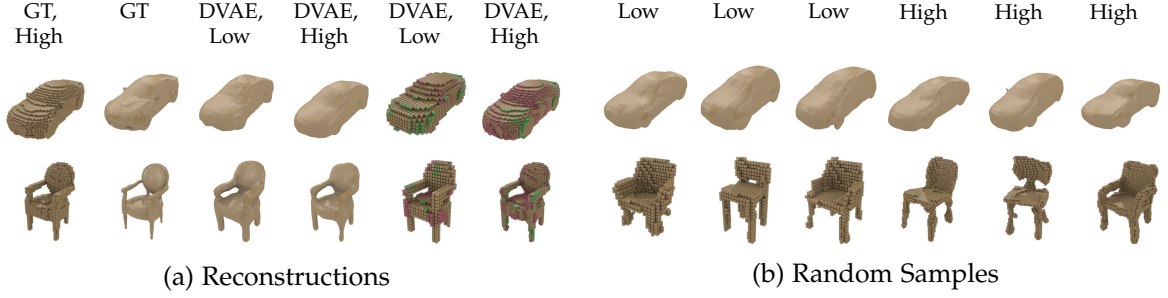 GT, High GT DVAE, Low DVAE, High DVAE, Low DVAE, High
(a) Reconstructions
Low Low Low High High High
(b) Random Samples